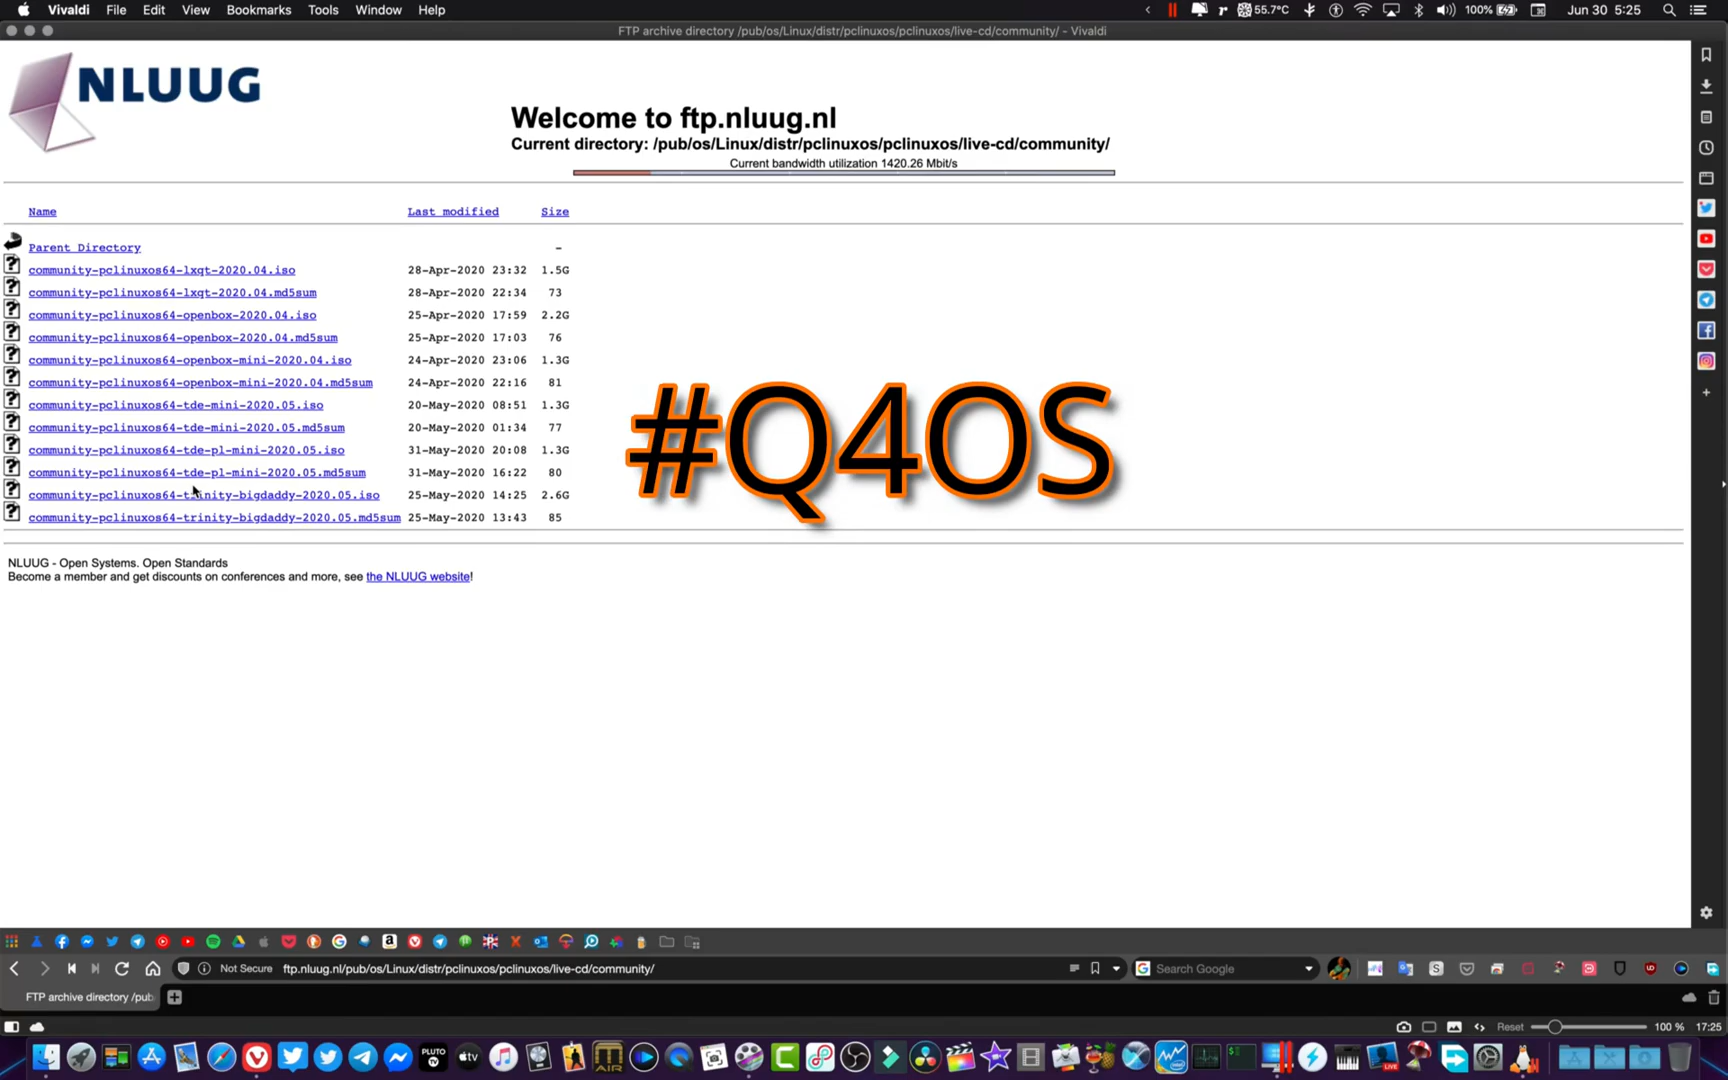 Vivaldi File Edit View Bookmarks Tools Window Help 55.7°C 100% Jun 30 5:25
FTP archive directory /pub/os/Linux/distr/pclinuxos/pclinuxos/live-cd/community/ - Vivaldi
NLUUG
Welcome to ftp.nluug.nl
Current directory: /pub/os/Linux/distr/pclinuxos/pclinuxos/live-cd/community/
Current bandwidth utilization 1420.26 Mbit/s
Name Last modified Size
Parent Directory -
community-pclinuxos64-lxqt-2020.04.iso 28-Apr-2020 23:32 1.5G
community-pclinuxos64-lxqt-2020.04.md5sum 28-Apr-2020 22:34 73
community-pclinuxos64-openbox-2020.04.iso 25-Apr-2020 17:59 2.2G
community-pclinuxos64-openbox-2020.04.md5sum 25-Apr-2020 17:03 76
community-pclinuxos64-openbox-mini-2020.04.iso 24-Apr-2020 23:06 1.3G
community-pclinuxos64-openbox-mini-2020.04.md5sum 24-Apr-2020 22:16 81
community-pclinuxos64-tde-mini-2020.05.iso 20-May-2020 08:51 1.3G
community-pclinuxos64-tde-mini-2020.05.md5sum 20-May-2020 01:34 77
community-pclinuxos64-tde-pl-mini-2020.05.iso 31-May-2020 20:08 1.3G
community-pclinuxos64-tde-pl-mini-2020.05.md5sum 31-May-2020 16:22 80
community-pclinuxos64-trinity-bigdaddy-2020.05.iso 25-May-2020 14:25 2.6G
community-pclinuxos64-trinity-bigdaddy-2020.05.md5sum 25-May-2020 13:43 85
#Q4OS
NLUUG - Open Systems. Open Standards
Become a member and get discounts on conferences and more, see the NLUUG website!
Not Secure ftp.nluug.nl/pub/os/Linux/distr/pclinuxos/pclinuxos/live-cd/community/ Search Google
FTP archive directory /pub
Reset 100 % 17:25
PLUTO tv tv AIR